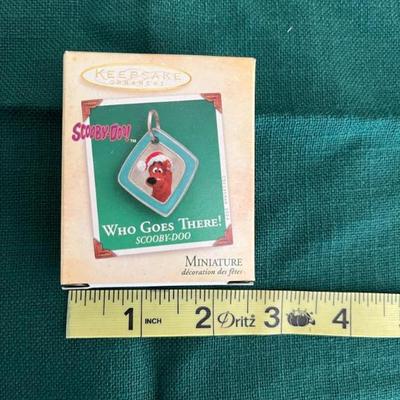 KEEPSAKE
ORNAMENT
SCOOBY-DOO!™
WHO GOES THERE!
SCOOBY-DOO
MINIATURE
décoration des fêtes
1 INCH 2 Dritz® 3 4